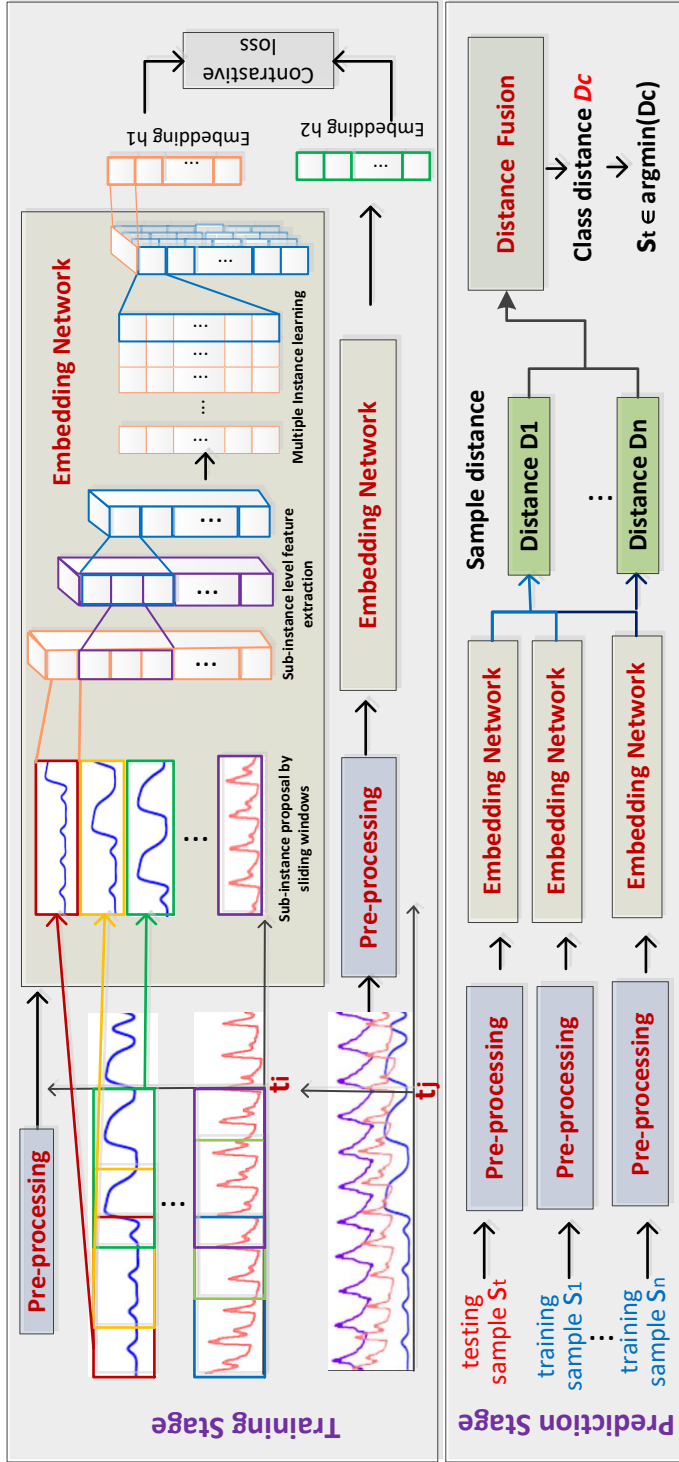 Training Stage
Pre-processing
...
ti
tj
Embedding Network
...
Sub-instance proposal by
sliding windows
...
...
...
Sub-instance level feature
extraction
...
...
...
...
...
...
Multiple Instance learning
...
Embedding h1
Pre-processing
Embedding Network
...
Embedding h2
Contrastive
loss
Prediction Stage
testing
sample St
Pre-processing
Embedding Network
training
sample S1
Pre-processing
Embedding Network
...
training
sample Sn
Pre-processing
Embedding Network
Sample distance
Distance D1
...
Distance Dn
Distance Fusion
Class distance Dc
St ∈ argmin(Dc)